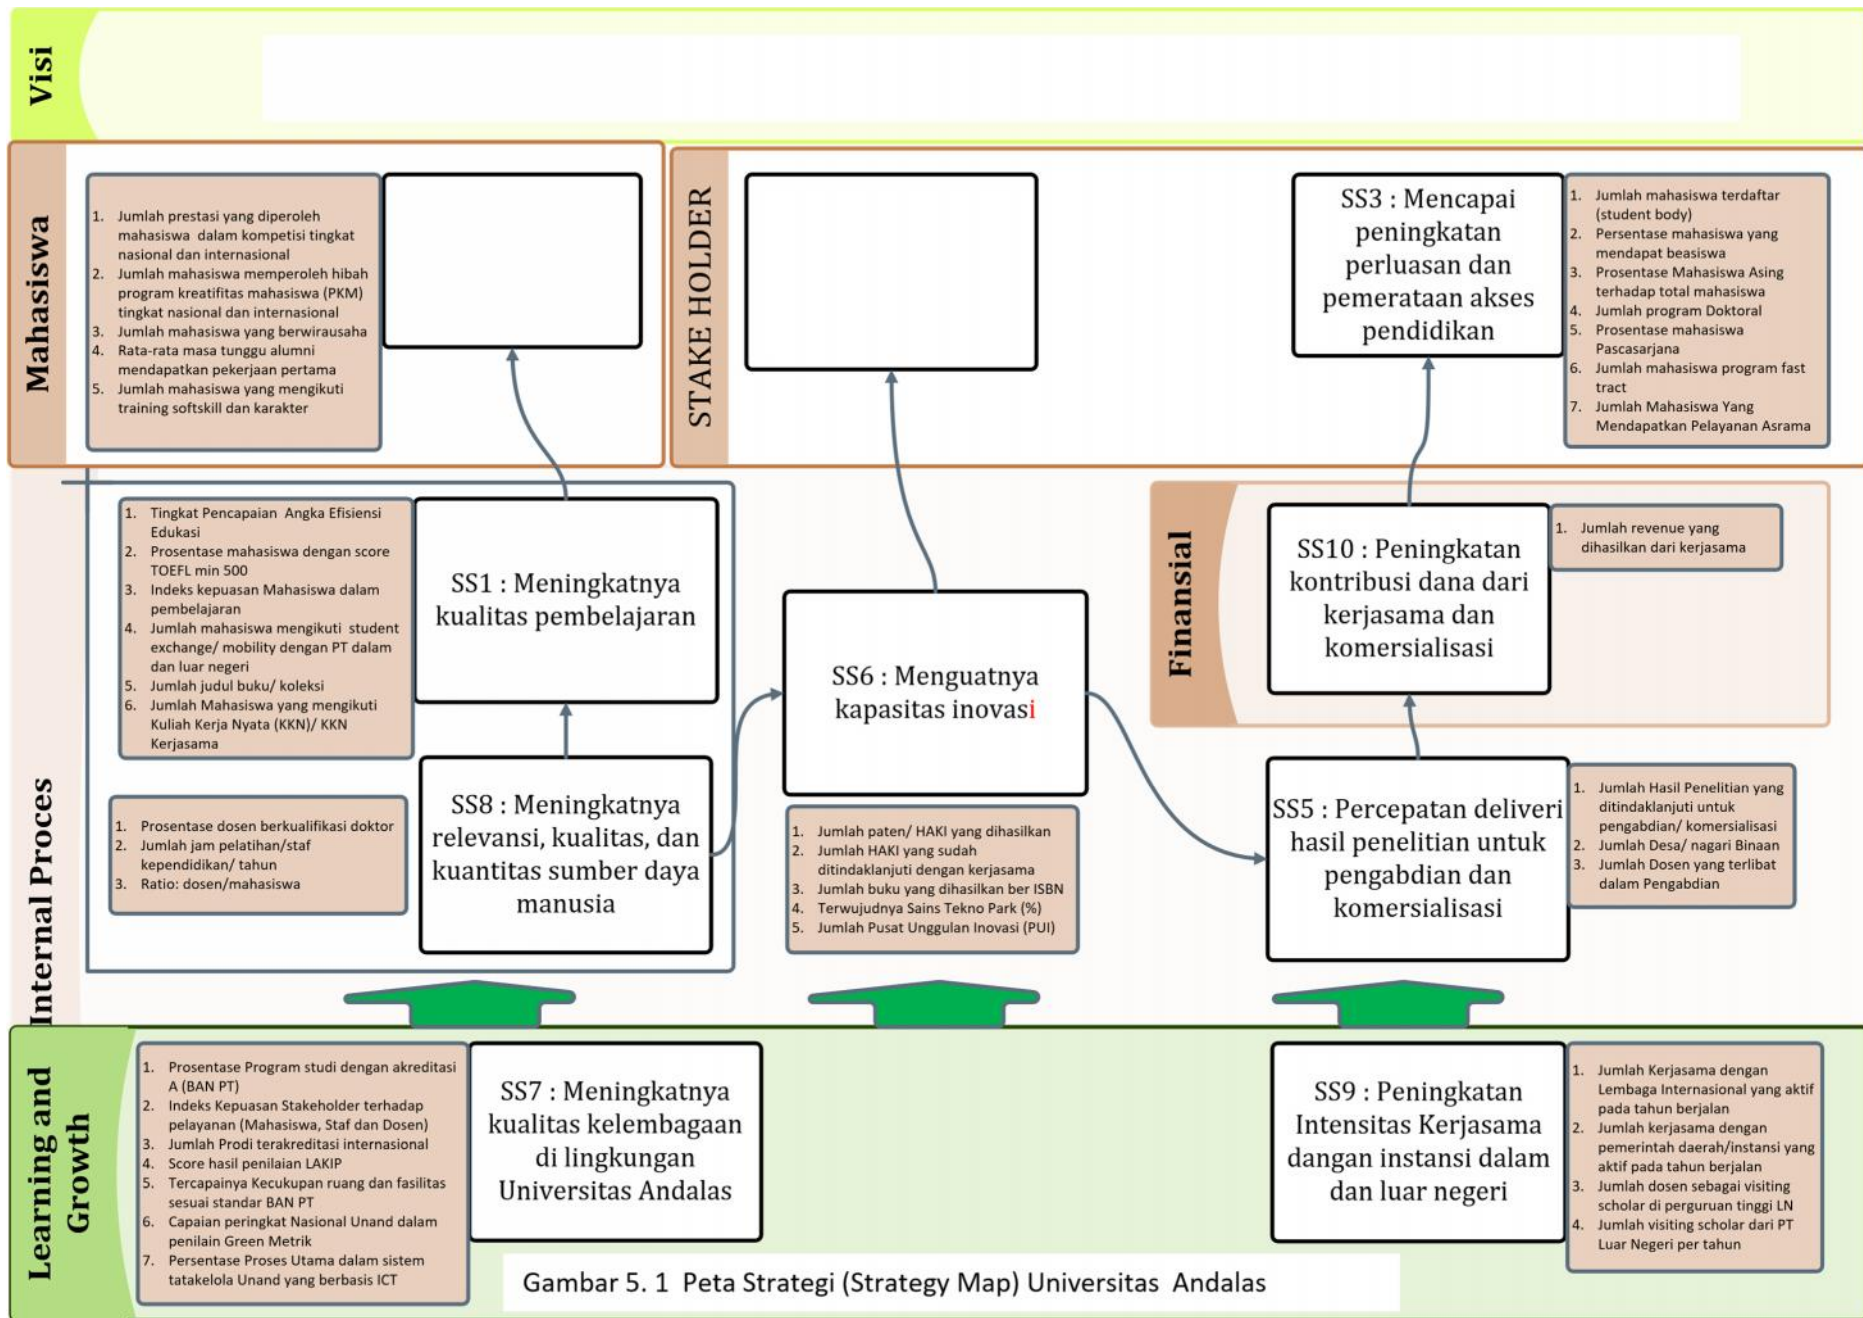 Visi
Mahasiswa
1. Jumlah prestasi yang diperoleh
mahasiswa dalam kompetisi tingkat
nasional dan internasional
2. Jumlah mahasiswa memperoleh hibah
program kreatifitas mahasiswa (PKM)
tingkat nasional dan internasional
3. Jumlah mahasiswa yang berwirausaha
4. Rata-rata masa tunggu alumni
mendapatkan pekerjaan pertama
5. Jumlah mahasiswa yang mengikuti
training softskill dan karakter
STAKE HOLDER
SS3 : Mencapai
peningkatan
perluasan dan
pemerataan akses
pendidikan
1. Jumlah mahasiswa terdaftar
(student body)
2. Persentase mahasiswa yang
mendapat beasiswa
3. Prosentase Mahasiswa Asing
terhadap total mahasiswa
4. Jumlah program Doktoral
5. Prosentase mahasiswa
Pascasarjana
6. Jumlah mahasiswa program fast
tract
7. Jumlah Mahasiswa Yang
Mendapatkan Pelayanan Asrama
Internal Proces
1. Tingkat Pencapaian Angka Efisiensi
Edukasi
2. Prosentase mahasiswa dengan score
TOEFL min 500
3. Indeks kepuasan Mahasiswa dalam
pembelajaran
4. Jumlah mahasiswa mengikuti student
exchange/ mobility dengan PT dalam
dan luar negeri
5. Jumlah judul buku/ koleksi
6. Jumlah Mahasiswa yang mengikuti
Kuliah Kerja Nyata (KKN)/ KKN
Kerjasama
SS1 : Meningkatnya
kualitas pembelajaran
1. Prosentase dosen berkualifikasi doktor
2. Jumlah jam pelatihan/staf
kependidikan/ tahun
3. Ratio: dosen/mahasiswa
SS8 : Meningkatnya
relevansi, kualitas, dan
kuantitas sumber daya
manusia
SS6 : Menguatnya
kapasitas inovasi
1. Jumlah paten/ HAKI yang dihasilkan
2. Jumlah HAKI yang sudah
ditindaklanjuti dengan kerjasama
3. Jumlah buku yang dihasilkan ber ISBN
4. Terwujudnya Sains Tekno Park (%)
5. Jumlah Pusat Unggulan Inovasi (PUI)
Finansial
SS10 : Peningkatan
kontribusi dana dari
kerjasama dan
komersialisasi
1. Jumlah revenue yang
dihasilkan dari kerjasama
SS5 : Percepatan deliveri
hasil penelitian untuk
pengabdian dan
komersialisasi
1. Jumlah Hasil Penelitian yang
ditindaklanjuti untuk
pengabdian/ komersialisasi
2. Jumlah Desa/ nagari Binaan
3. Jumlah Dosen yang terlibat
dalam Pengabdian
Learning and
Growth
1. Prosentase Program studi dengan akreditasi
A (BAN PT)
2. Indeks Kepuasan Stakeholder terhadap
pelayanan (Mahasiswa, Staf dan Dosen)
3. Jumlah Prodi terakreditasi internasional
4. Score hasil penilaian LAKIP
5. Tercapainya Kecukupan ruang dan fasilitas
sesuai standar BAN PT
6. Capaian peringkat Nasional Unand dalam
penilain Green Metrik
7. Persentase Proses Utama dalam sistem
tatakelola Unand yang berbasis ICT
SS7 : Meningkatnya
kualitas kelembagaan
di lingkungan
Universitas Andalas
SS9 : Peningkatan
Intensitas Kerjasama
dangan instansi dalam
dan luar negeri
1. Jumlah Kerjasama dengan
Lembaga Internasional yang aktif
pada tahun berjalan
2. Jumlah kerjasama dengan
pemerintah daerah/instansi yang
aktif pada tahun berjalan
3. Jumlah dosen sebagai visiting
scholar di perguruan tinggi LN
4. Jumlah visiting scholar dari PT
Luar Negeri per tahun
Gambar 5. 1 Peta Strategi (Strategy Map) Universitas Andalas